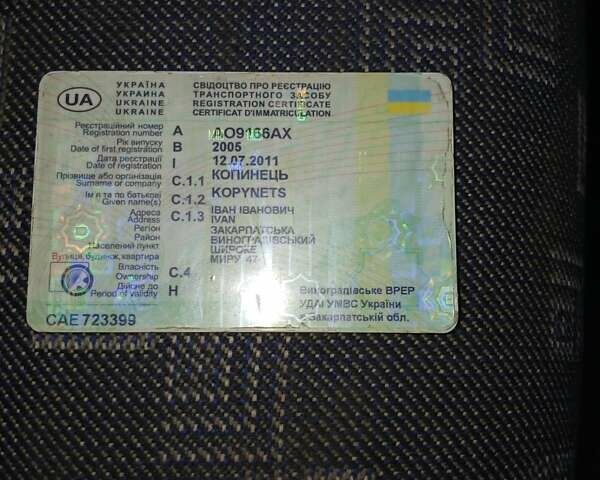 UA
УКРАЇНА
УКРАИНА
UKRAINE
UKRAINE
СВІДОЦТВО ПРО РЕЄСТРАЦІЮ
ТРАНСПОРТНОГО ЗАСОБУ
REGISTRATION CERTIFICATE
CERTIFICAT D'IMMATRICULATION
Реєстраційний номер A AO9166AX
Registration number
Рік випуску B 2005
Date of first registration
Дата реєстрації I 12.07.2011
Date of registration
Прізвище або організація C.1.1 КОПИНЕЦЬ
Surname or company
Ім'я та по батькові C.1.2 KOPYNETS
Given name(s)
Адреса C.1.3 ІВАН ІВАНОВИЧ
Address IVAN
Регіон ЗАКАРПАТСЬКА
Район ВИНОГРАДІВСЬКИЙ
Населений пункт ШИРОКЕ
Вулиця, будинок, квартира МИРУ 47
Власність C.4
Ownership
Дійсне до H
Period of validity
Виноградівське ВРЕР
УДАІ УМВС України
в Закарпатській обл.
CAE 723399